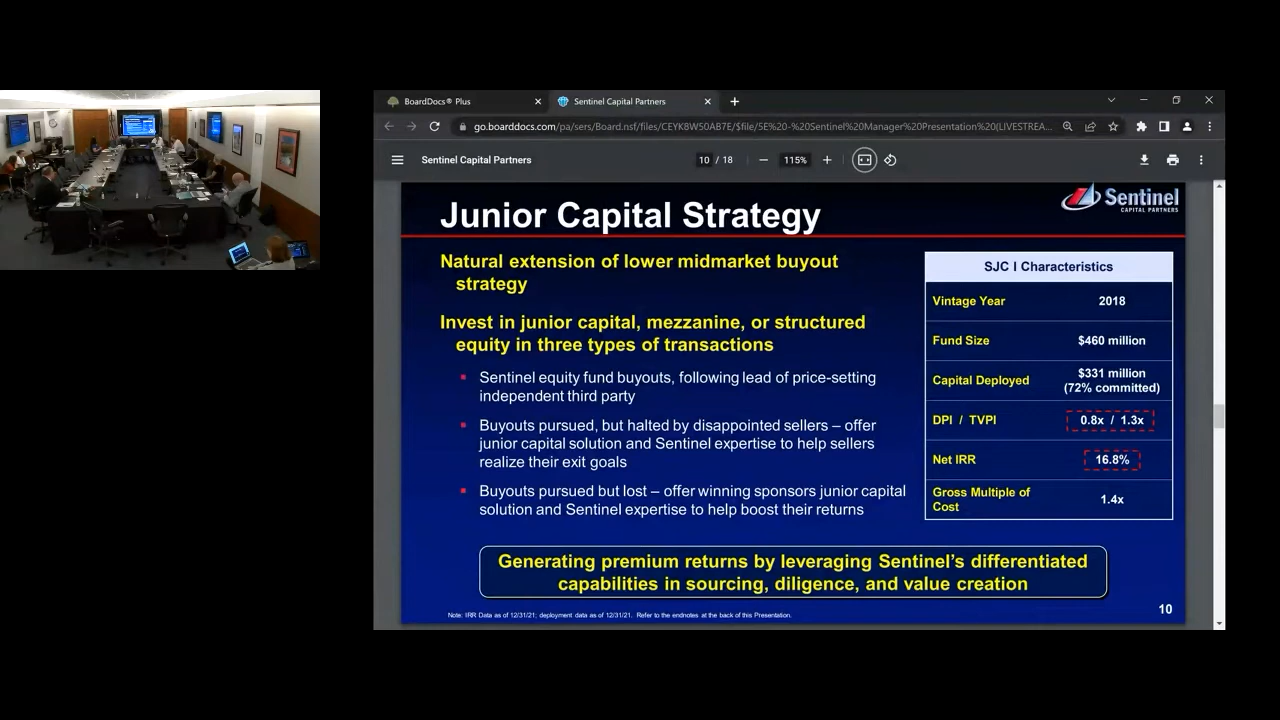 BoardDocs® Plus
Sentinel Capital Partners
go.boarddocs.com/pa/sers/Board.nsf/files/CEYK8W50AB7E/$file/5E%20-%20Sentinel%20Manager%20Presentation%20(LIVESTREA...
Sentinel Capital Partners
10 / 18
115%
Junior Capital Strategy
Sentinel
CAPITAL PARTNERS
Natural extension of lower midmarket buyout
strategy
Invest in junior capital, mezzanine, or structured
equity in three types of transactions
Sentinel equity fund buyouts, following lead of price-setting
independent third party
Buyouts pursued, but halted by disappointed sellers – offer
junior capital solution and Sentinel expertise to help sellers
realize their exit goals
Buyouts pursued but lost – offer winning sponsors junior capital
solution and Sentinel expertise to help boost their returns
SJC I Characteristics
Vintage Year 2018
Fund Size $460 million
Capital Deployed $331 million
(72% committed)
DPI / TVPI 0.8x / 1.3x
Net IRR 16.8%
Gross Multiple of
Cost 1.4x
Generating premium returns by leveraging Sentinel's differentiated
capabilities in sourcing, diligence, and value creation
Note: IRR Data as of 12/31/21; deployment data as of 12/31/21. Refer to the endnotes at the back of this Presentation.
10